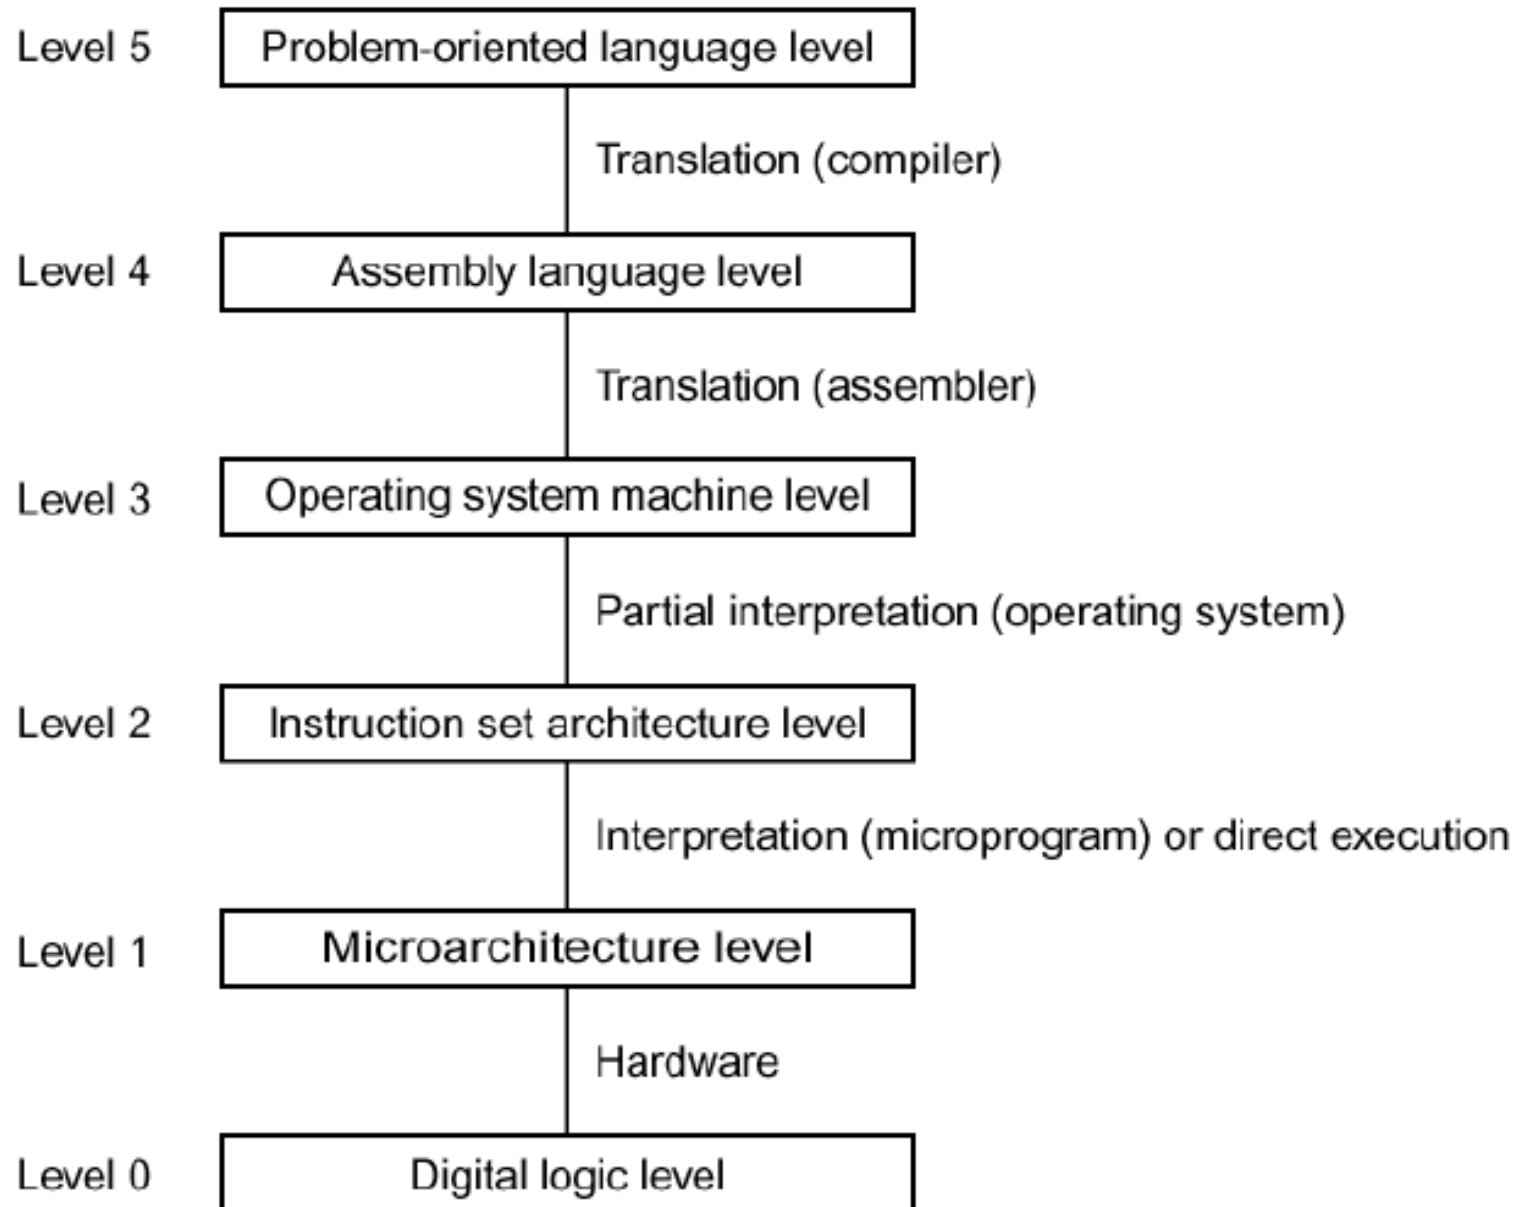 Level 5 Problem-oriented language level
Translation (compiler)
Level 4 Assembly language level
Translation (assembler)
Level 3 Operating system machine level
Partial interpretation (operating system)
Level 2 Instruction set architecture level
Interpretation (microprogram) or direct execution
Level 1 Microarchitecture level
Hardware
Level 0 Digital logic level